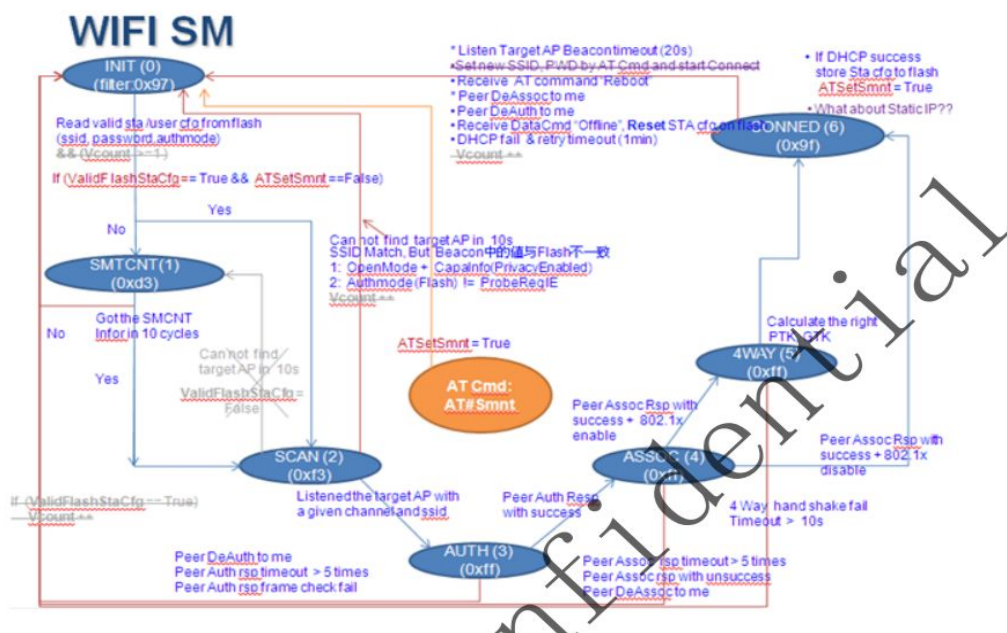 WIFI SM
INIT (0)
(filter:0x97)
* Listen Target AP Beacon timeout (20s)
•Set new SSID, PWD by AT Cmd and start Connect
•Receive AT command "Reboot"
* Peer DeAssoc to me
* Peer DeAuth to me
•Receive DataCmd "Offline", Reset STA cfg on flash
•DHCP fail & retry timeout (1min)
Vcount ++
• If DHCP success
store Sta cfg to flash
ATSetSmnt = True
•What about Static IP??
ONNED (6)
(0x9f)
Read valid sta /user cfg from flash
(ssid, password,authmode)
&& (Vcount >=1)
If (ValidFlashStaCfg == True && ATSetSmnt ==False)
Yes
No
SMTCNT(1)
(0xd3)
Can not find target AP in 10s
SSID Match, But Beacon中的値与Flash不一致
1: OpenMode + CapaInfo(PrivacyEnabled)
2: Authmode(Flash) != ProbeReqIE
Vcount ++
No
Got the SMCNT
Infor in 10 cycles
Yes
Can not find
target AP in 10s
ValidFlashStaCfg =
False
ATSetSmnt = True
AT Cmd:
AT#Smnt
Calculate the right
PTK, GTK
4WAY (5)
(0xff)
Peer Assoc Rsp with
success + 802.1x
enable
Peer Assoc Rsp with
success + 802.1x
disable
SCAN (2)
(0xf3)
ASSOC (4)
(0xff)
If (ValidFlashStaCfg == True)
Vcount ++
Listened the target AP with
a given channel and ssid
Peer Auth Resp
with success
4 Way hand shake fail
Timeout > 10s
AUTH (3)
(0xff)
Peer DeAuth to me
Peer Auth rsp timeout > 5 times
Peer Auth rsp frame check fail
Peer Assoc rsp timeout > 5 times
Peer Assoc rsp with unsuccess
Peer DeAssoc to me
nfidential